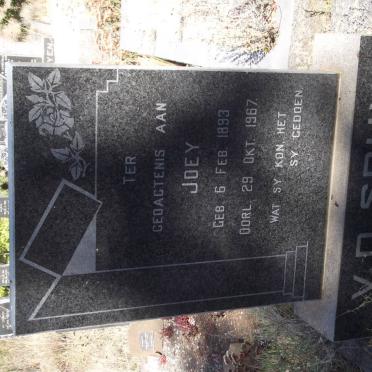 TER
GEDAGTENIS AAN
JOEY
GEB. 6 FEB. 1893
OORL. 29 OKT. 1967
WAT SY KON, HET
SY GEDOEN